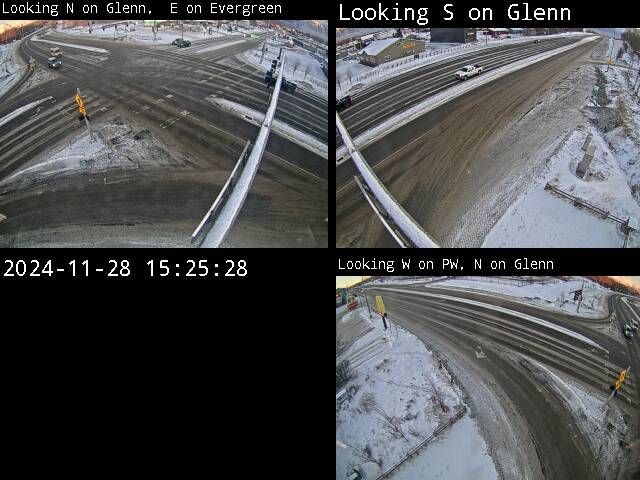 Looking N on Glenn, E on Evergreen
Looking S on Glenn
2024-11-28 15:25:28
Looking W on PW, N on Glenn